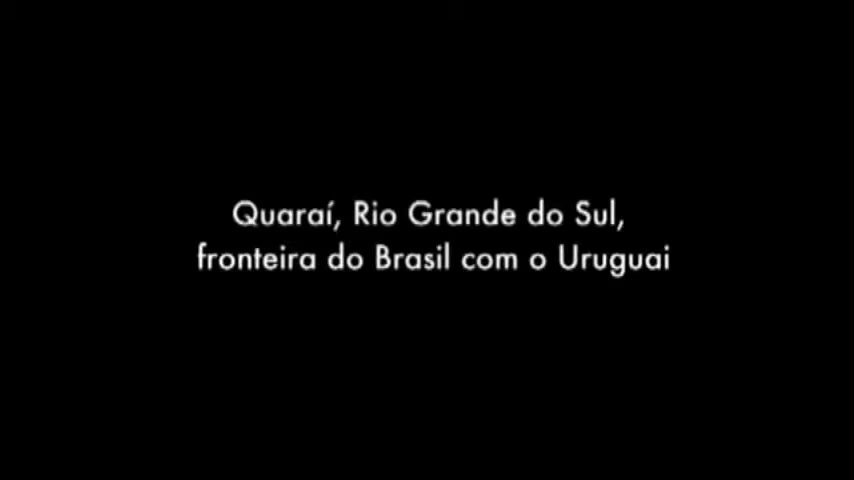 Quaraí, Rio Grande do Sul,
fronteira do Brasil com o Uruguai